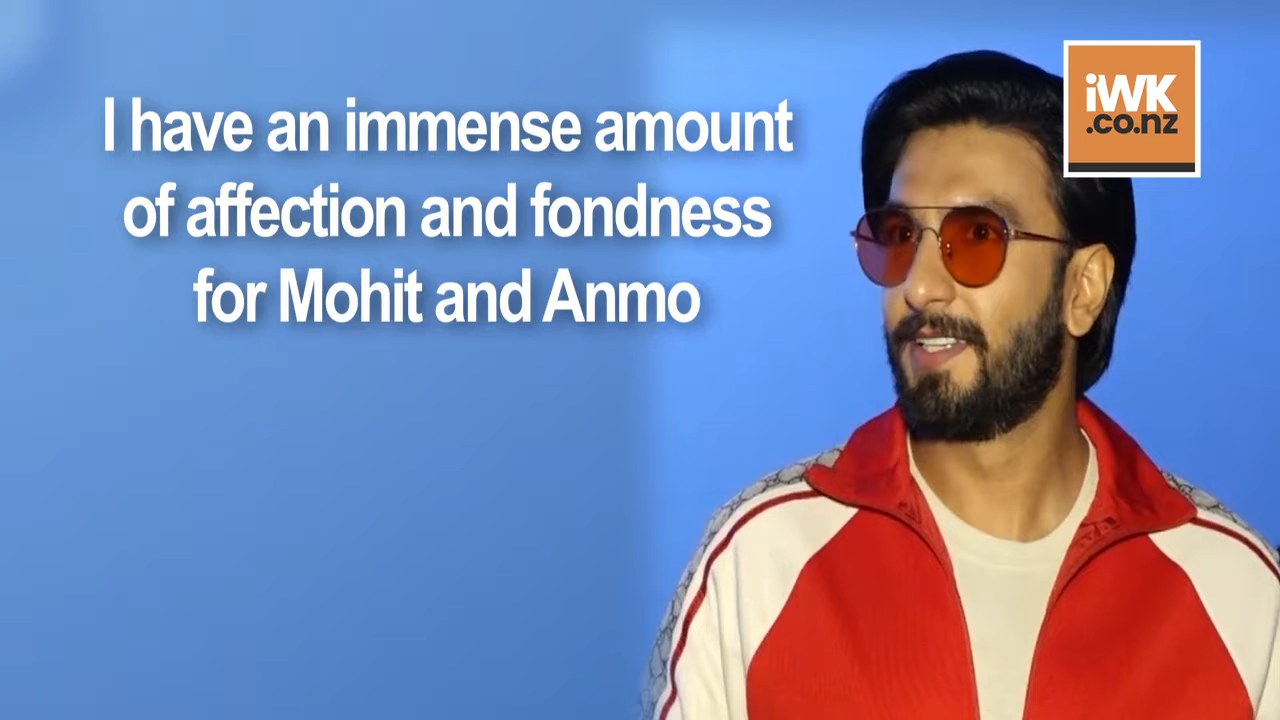 I have an immense amount
of affection and fondness
for Mohit and Anmo
iWK
.co.nz